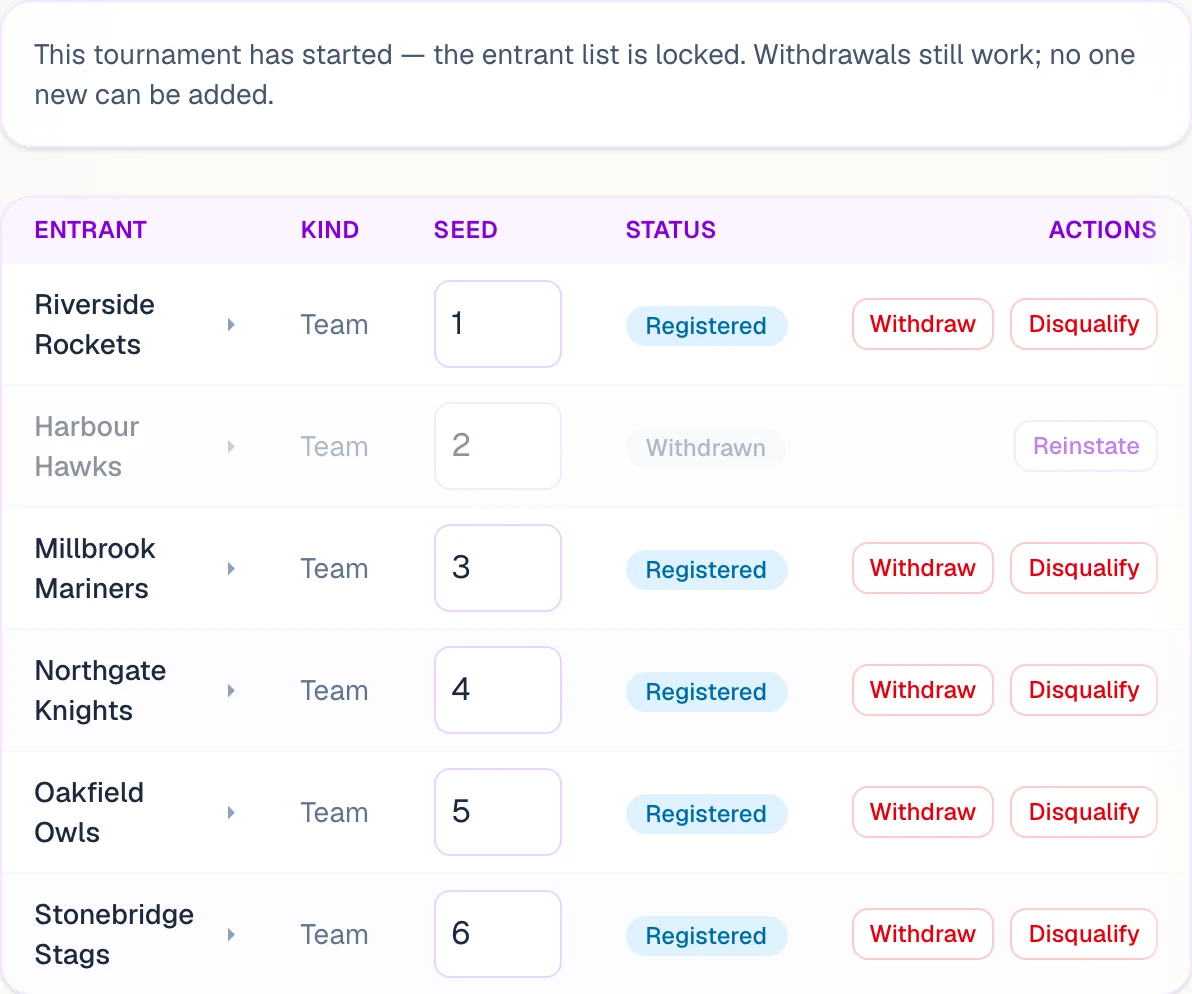 This tournament has started — the entrant list is locked. Withdrawals still work; no one
new can be added.
ENTRANT KIND SEED STATUS ACTIONS
Riverside
Rockets
Team 1 Registered Withdraw Disqualify
Harbour
Hawks
Team 2 Withdrawn Reinstate
Millbrook
Mariners
Team 3 Registered Withdraw Disqualify
Northgate
Knights
Team 4 Registered Withdraw Disqualify
Oakfield
Owls
Team 5 Registered Withdraw Disqualify
Stonebridge
Stags
Team 6 Registered Withdraw Disqualify